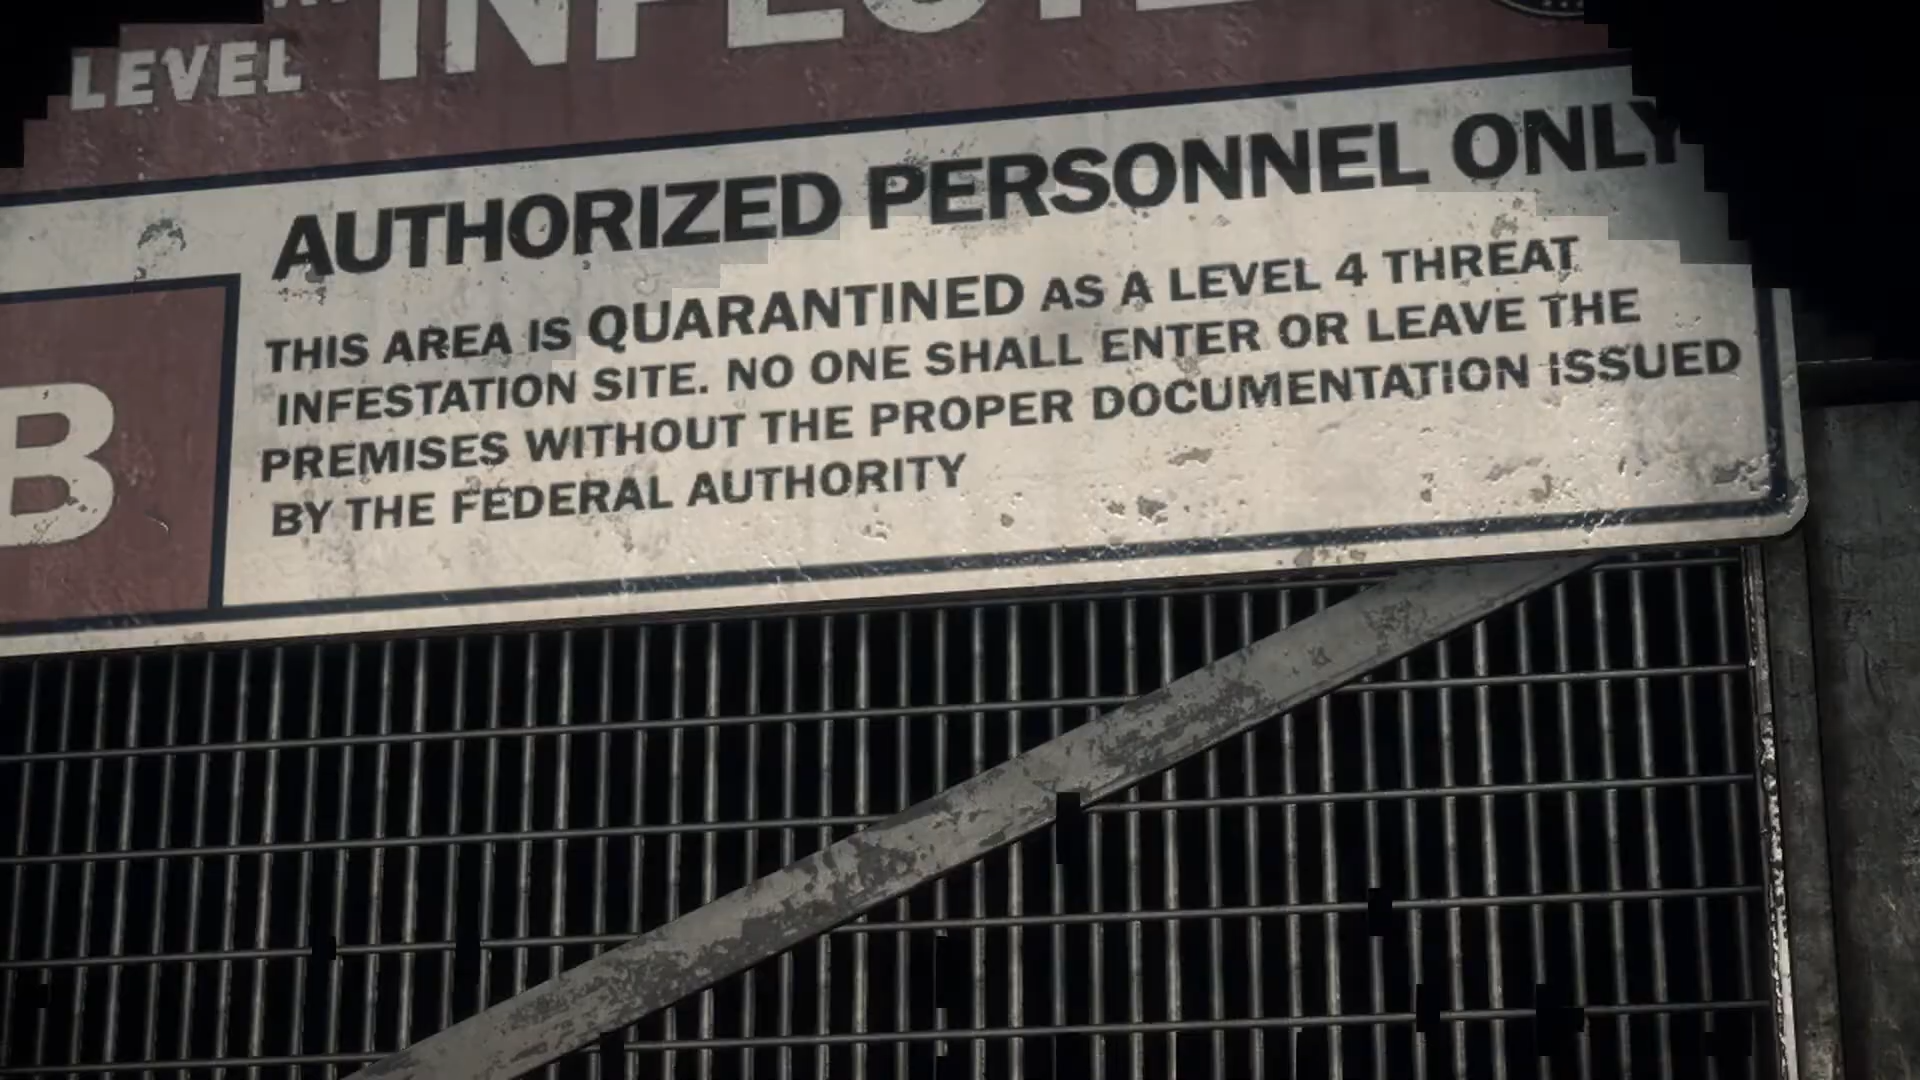 LEVEL
AUTHORIZED PERSONNEL ONLY
THIS AREA IS QUARANTINED AS A LEVEL 4 THREAT
INFESTATION SITE. NO ONE SHALL ENTER OR LEAVE THE
PREMISES WITHOUT THE PROPER DOCUMENTATION ISSUED
BY THE FEDERAL AUTHORITY
B